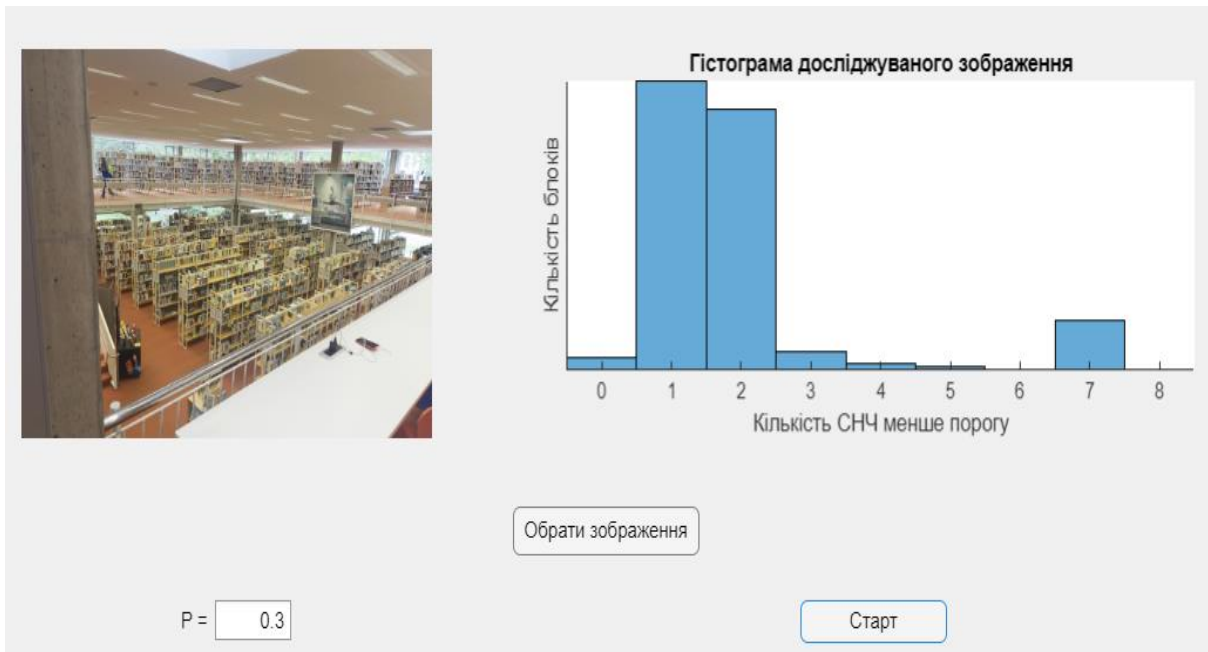 Гістограма досліджуваного зображення
Кількість блоків
0 1 2 3 4 5 6 7 8
Кількість СНЧ менше порогу
Обрати зображення
P = 0.3
Старт